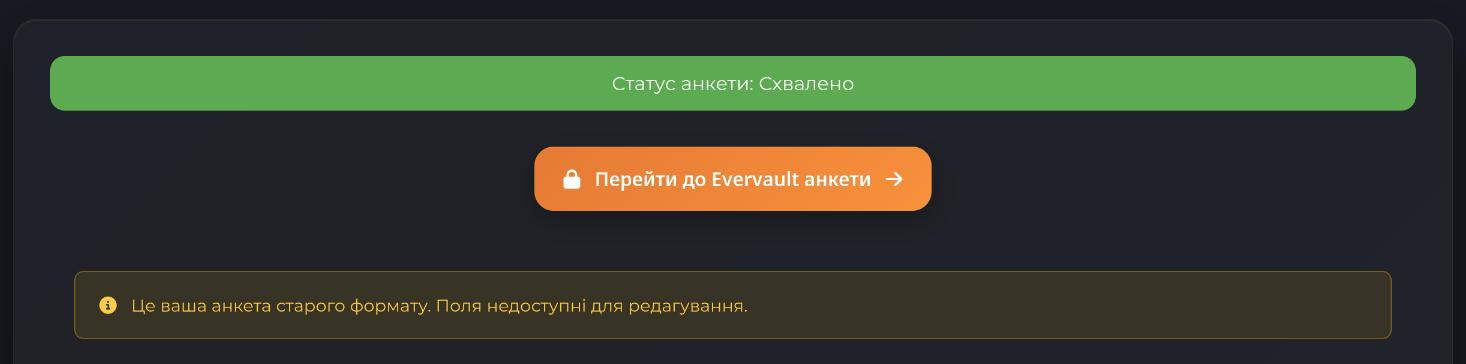 Статус анкети: Схвалено
Перейти до Evervault анкети →
Це ваша анкета старого формату. Поля недоступні для редагування.